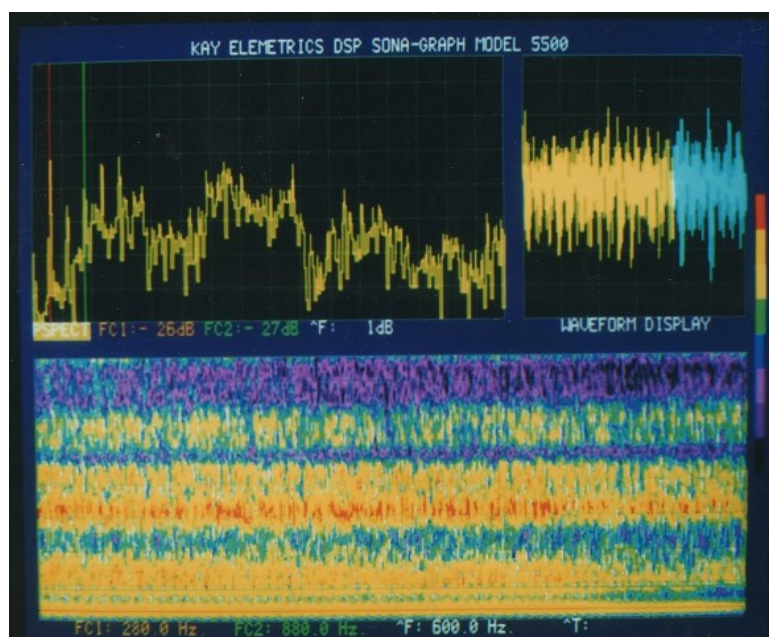 KAY ELEMETRICS DSP SONA-GRAPH MODEL 5500
PSPECT FC1:- 26dB FC2:- 27dB ^F: 1dB
WAVEFORM DISPLAY
FC1: 280.0 Hz. FC2: 880.0 Hz. ^F: 600.0 Hz. ^T: